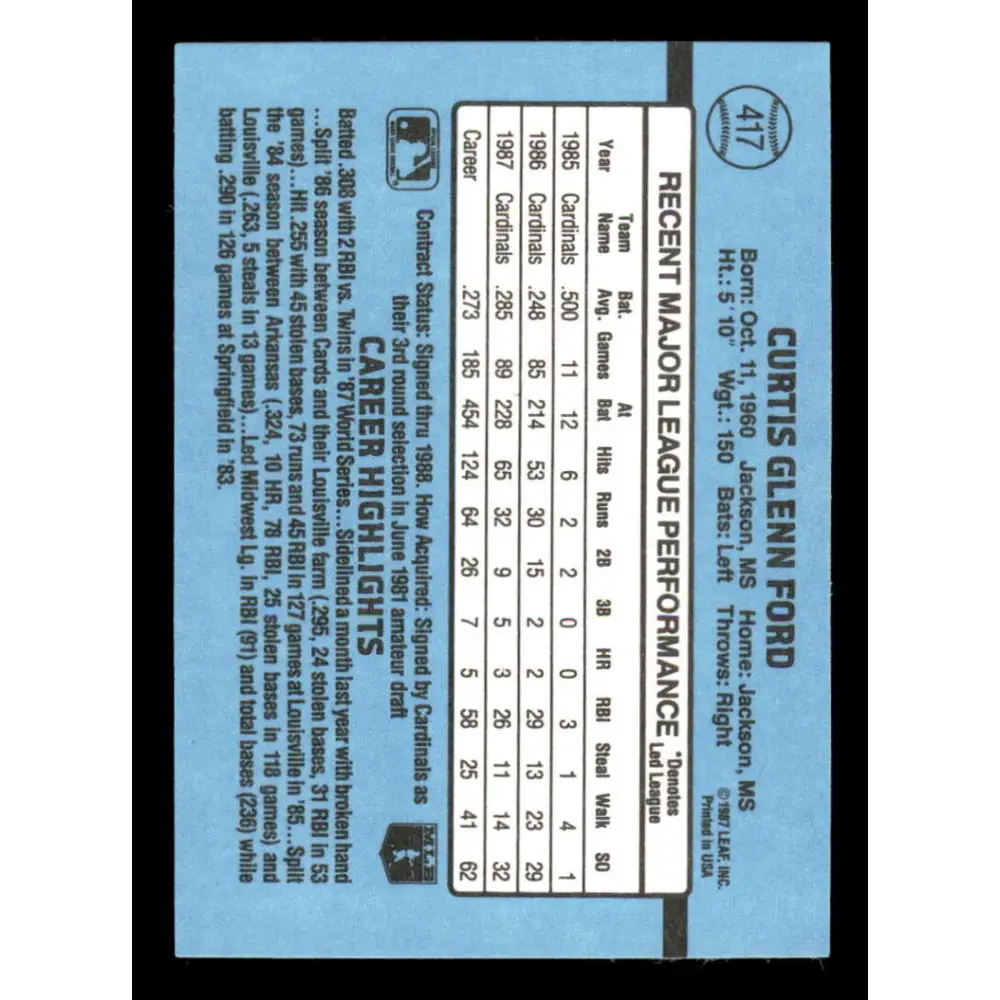 417
CURTIS GLENN FORD
Born: Oct. 11, 1960 Jackson, MS Home: Jackson, MS
Ht.: 5'10" Wgt.: 150 Bats: Left Throws: Right
©1987 LEAF, INC.
Printed in USA
RECENT MAJOR LEAGUE PERFORMANCE *Denotes Led League
Year Team Name Bat. Avg. Games At Bat Hits Runs 2B 3B HR RBI Steal Walk SO
1985 Cardinals .500 11 12 6 2 2 0 0 3 1 4 1
1986 Cardinals .248 85 214 53 30 15 2 2 29 13 23 29
1987 Cardinals .285 89 228 65 32 9 5 3 26 11 14 32
Career .273 185 454 124 64 26 7 5 58 25 41 62
Contract Status: Signed thru 1988. How Acquired: Signed by Cardinals as
their 3rd round selection in June 1981 amateur draft
MLB
CAREER HIGHLIGHTS
Batted .308 with 2 RBI vs. Twins in '87 World Series...Sidelined a month last year with broken hand
...Split '86 season between Cards and their Louisville farm (.295, 24 stolen bases, 31 RBI in 53
games)...Hit .255 with 45 stolen bases, 73 runs and 45 RBI in 127 games at Louisville in '85...Split
the '84 season between Arkansas (.324, 10 HR, 78 RBI, 25 stolen bases in 118 games) and
Louisville (.263, 5 steals in 13 games)...Led Midwest Lg. in RBI (91) and total bases (236) while
batting .290 in 126 games at Springfield in '83.